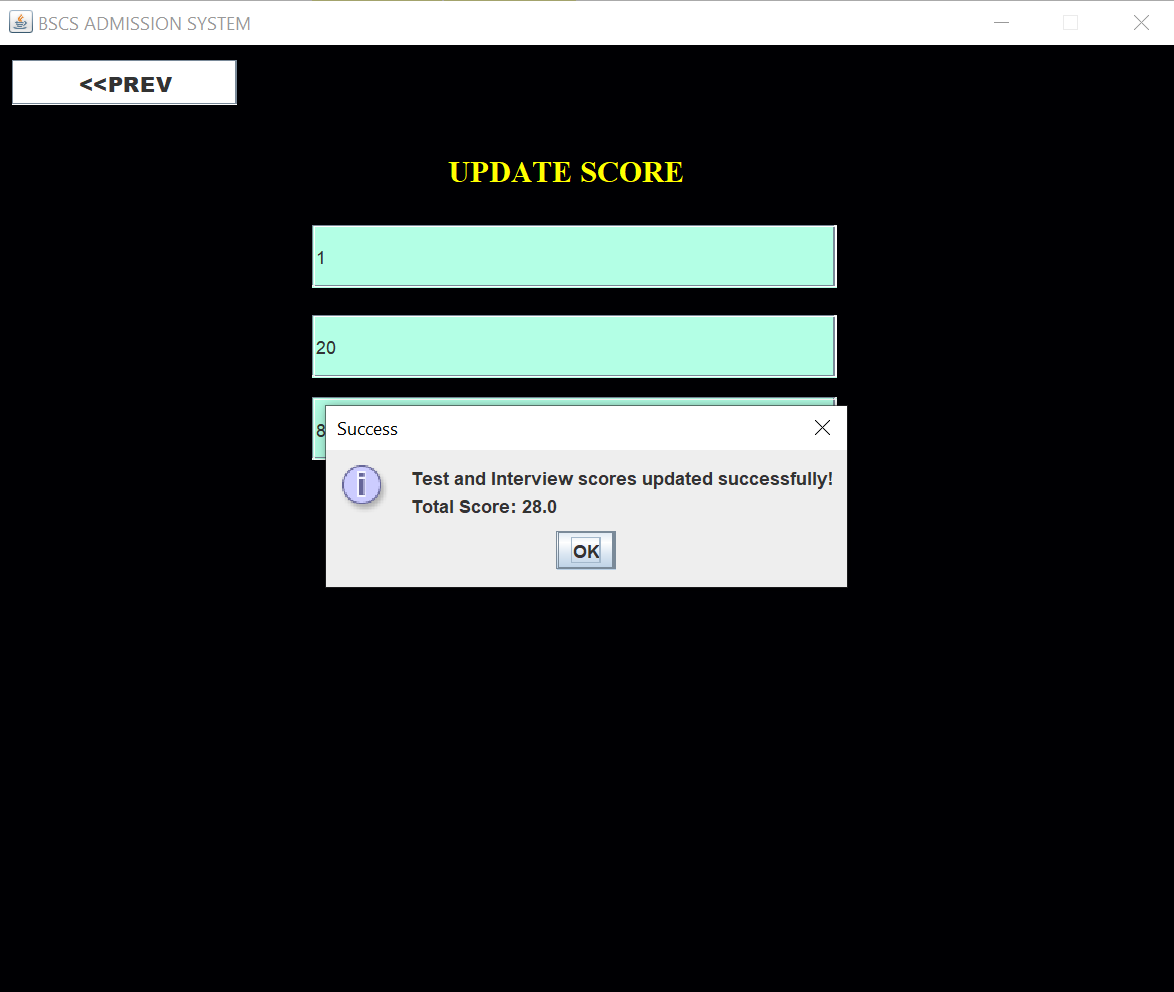 BSCS ADMISSION SYSTEM
<<PREV
UPDATE SCORE
1
20
8
Success
Test and Interview scores updated successfully!
Total Score: 28.0
OK